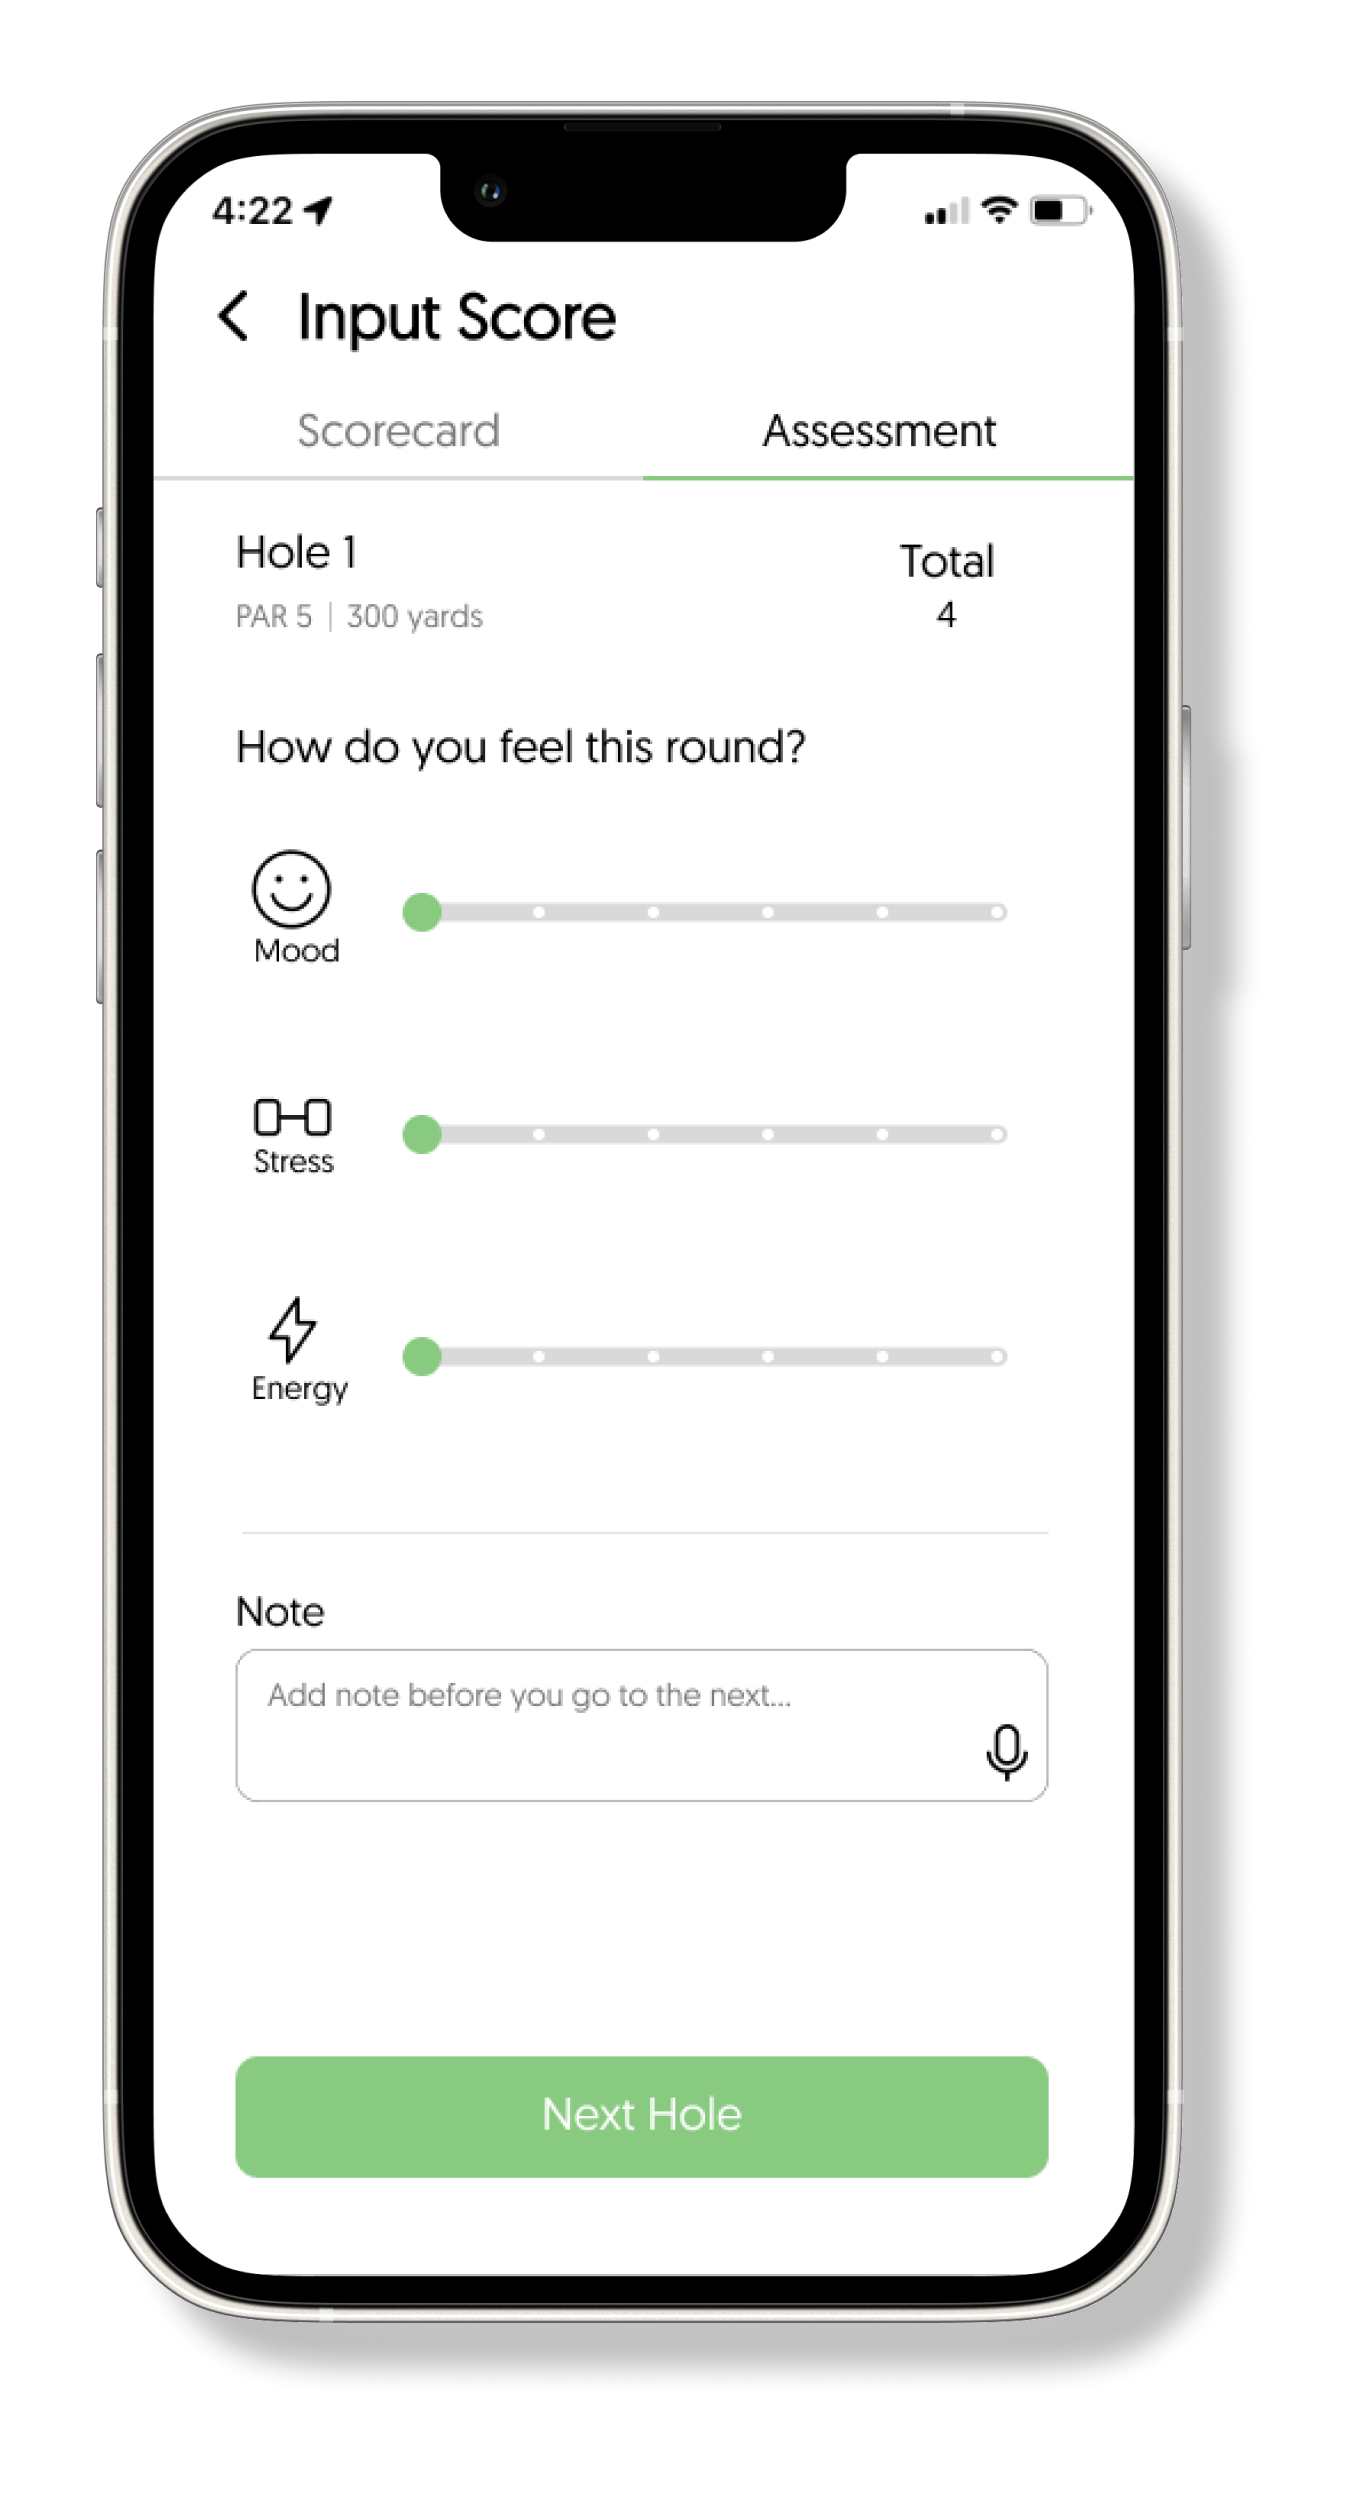 4:22
Input Score
Scorecard Assessment
Hole 1 Total
PAR 5 | 300 yards 4
How do you feel this round?
Mood
Stress
Energy
Note
Add note before you go to the next...
Next Hole